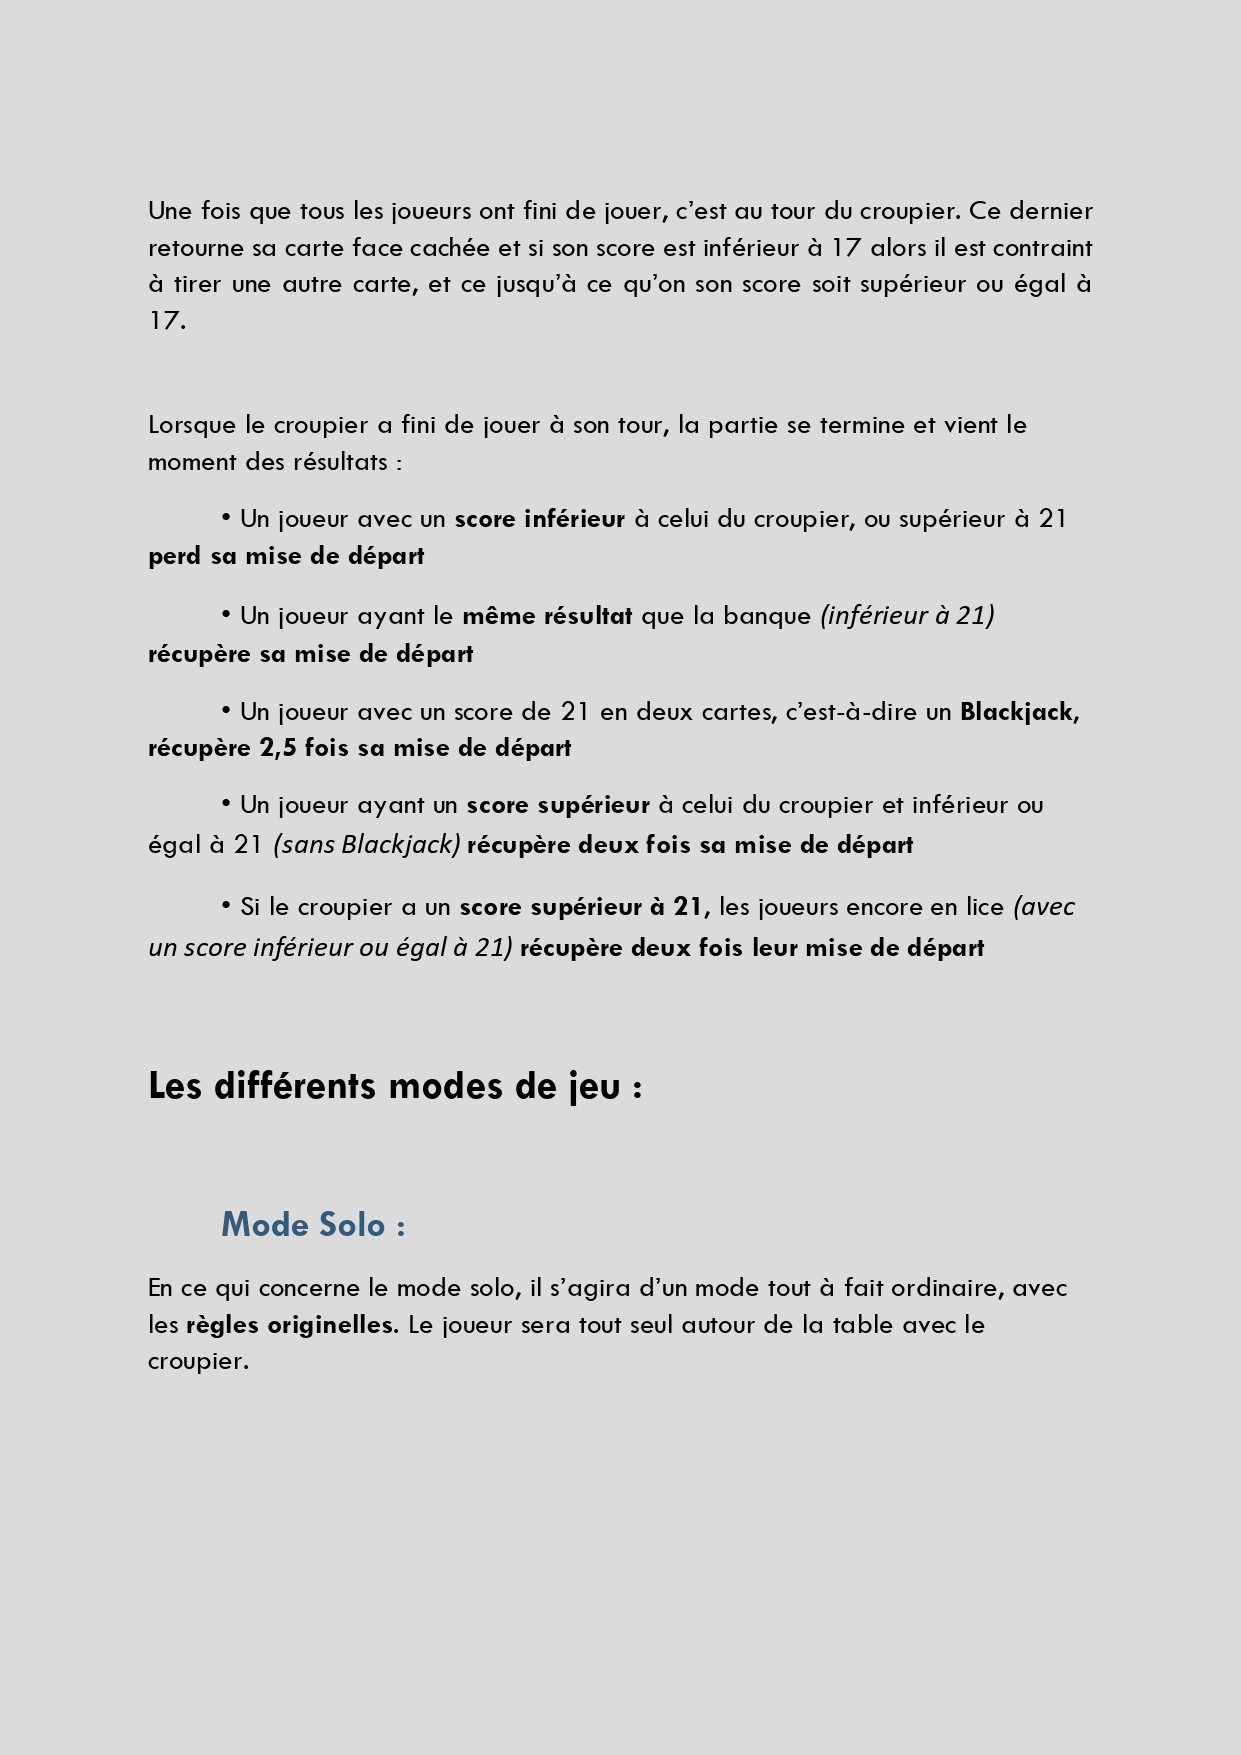 Une fois que tous les joueurs ont fini de jouer, c’est au tour du croupier. Ce dernier
retourne sa carte face cachée et si son score est inférieur à 17 alors il est contraint
à tirer une autre carte, et ce jusqu’à ce qu’on son score soit supérieur ou égal à
17.
Lorsque le croupier a fini de jouer à son tour, la partie se termine et vient le
moment des résultats :
• Un joueur avec un score inférieur à celui du croupier, ou supérieur à 21
perd sa mise de départ
• Un joueur ayant le même résultat que la banque (inférieur à 21)
récupère sa mise de départ
• Un joueur avec un score de 21 en deux cartes, c’est-à-dire un Blackjack,
récupère 2,5 fois sa mise de départ
• Un joueur ayant un score supérieur à celui du croupier et inférieur ou
égal à 21 (sans Blackjack) récupère deux fois sa mise de départ
• Si le croupier a un score supérieur à 21, les joueurs encore en lice (avec
un score inférieur ou égal à 21) récupère deux fois leur mise de départ
Les différents modes de jeu :
Mode Solo :
En ce qui concerne le mode solo, il s’agira d’un mode tout à fait ordinaire, avec
les règles originelles. Le joueur sera tout seul autour de la table avec le
croupier.